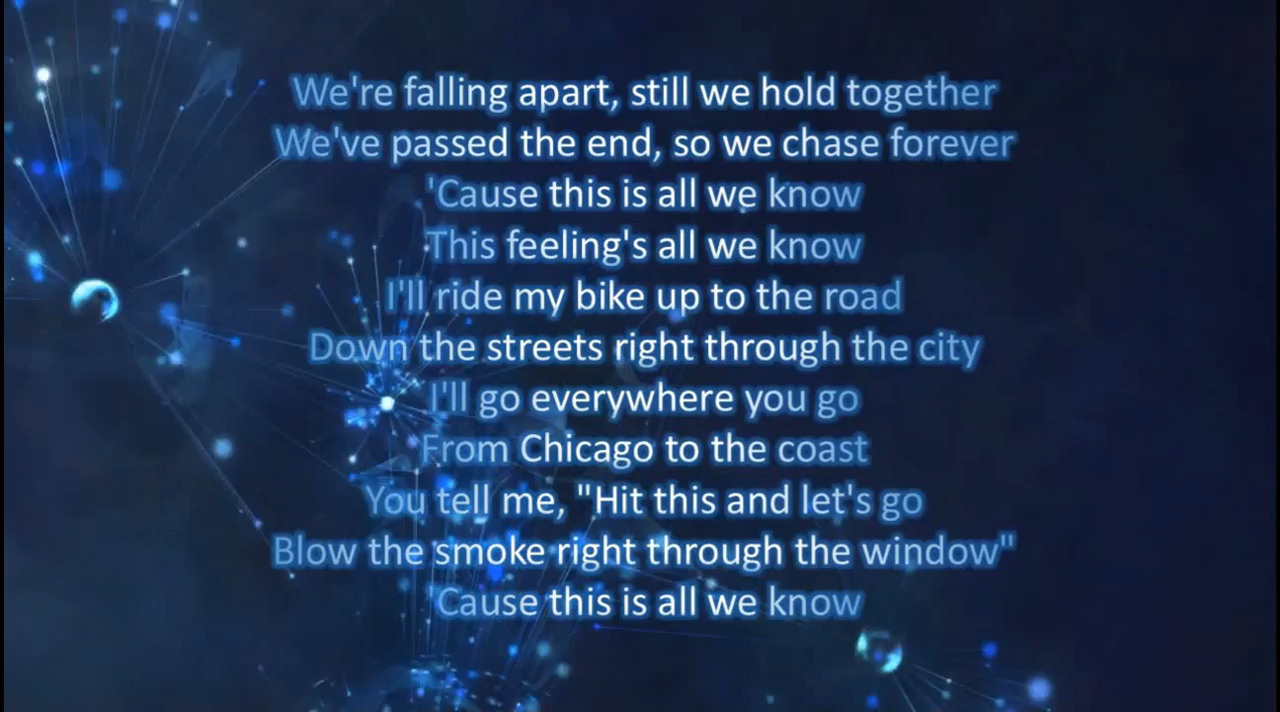 We're falling apart, still we hold together
We've passed the end, so we chase forever
'Cause this is all we know
This feeling's all we know
I'll ride my bike up to the road
Down the streets right through the city
I'll go everywhere you go
From Chicago to the coast
You tell me, "Hit this and let's go
Blow the smoke right through the window"
'Cause this is all we know